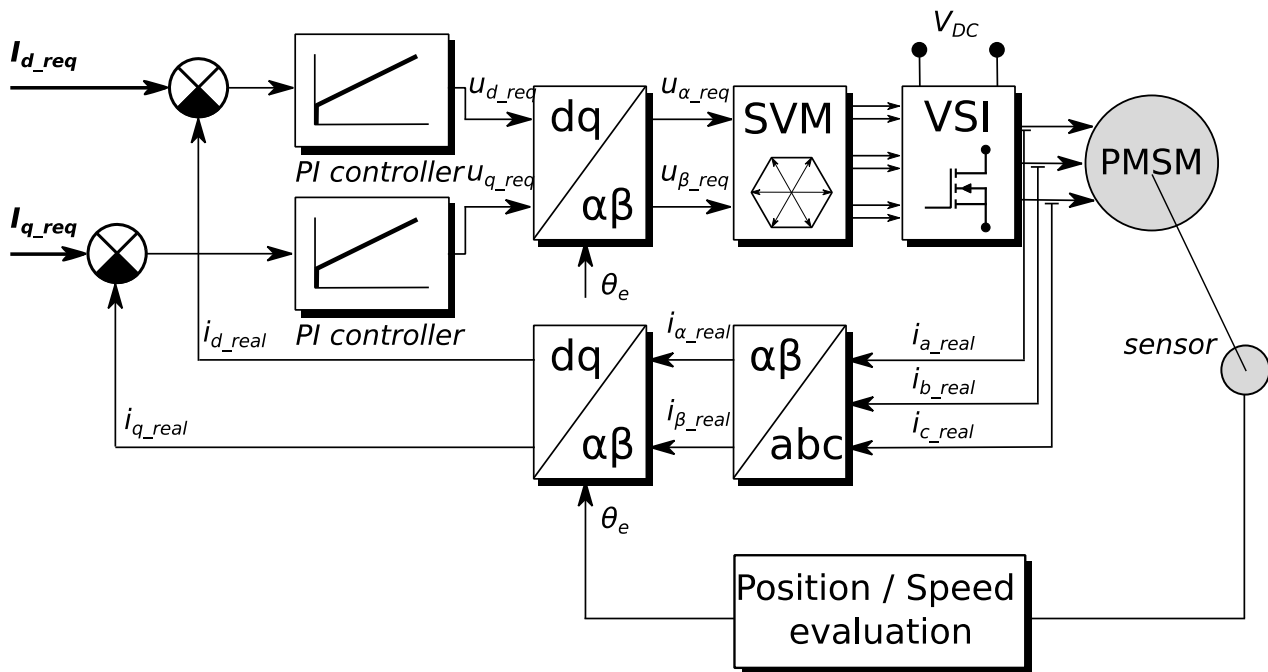 V_DC
I_d_req
u_d_req
u_α_req
dq
αβ
SVM
VSI
PMSM
PI controller
u_q_req
u_β_req
I_q_req
θ_e
PI controller
i_d_real
dq
αβ
i_α_real
αβ
abc
i_a_real
sensor
i_b_real
i_q_real
i_β_real
i_c_real
θ_e
Position / Speed
evaluation